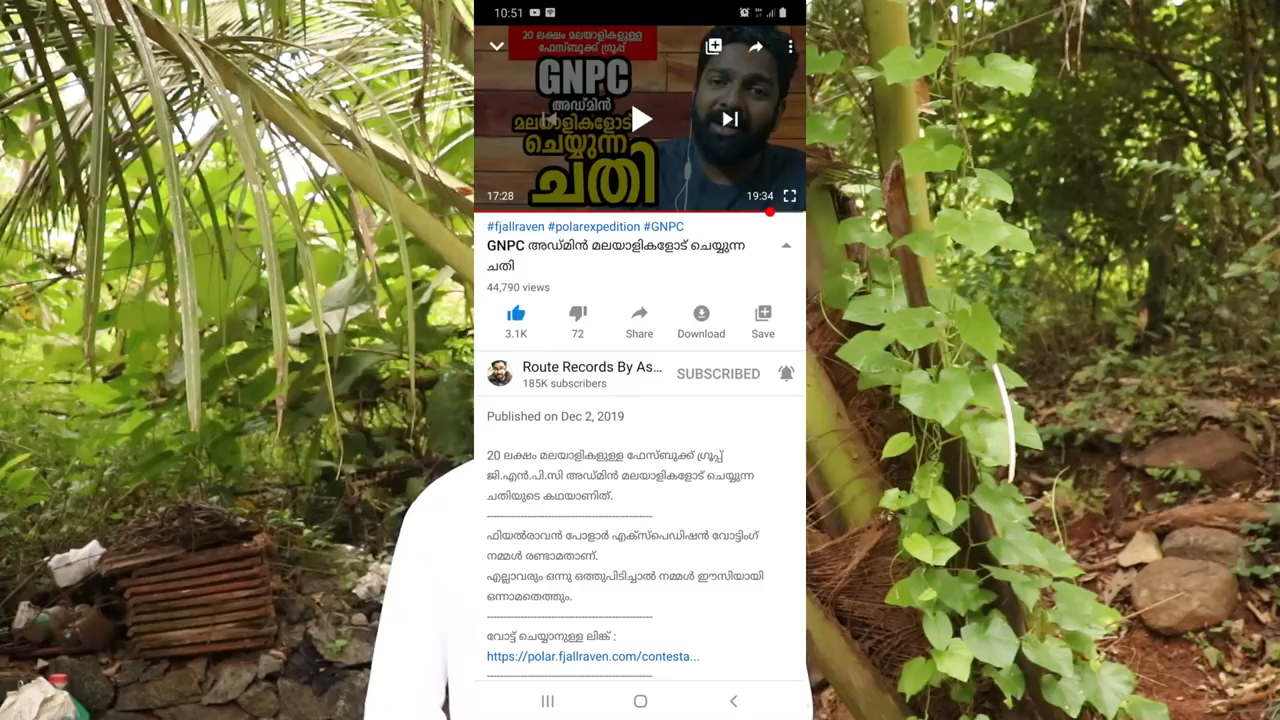 10:51
20 ലക്ഷം മലയാളികളുള്ള
ഫേസ്ബുക്ക് ഗ്രൂപ്പ്
GNPC
അഡ്മിൻ
മലയാളികളോട്
ചെയ്യുന്ന
ചതി
17:28
19:34
#fjallraven #polarexpedition #GNPC
GNPC അഡ്മിൻ മലയാളികളോട് ചെയ്യുന്ന
ചതി
44,790 views
3.1K
72
Share
Download
Save
Route Records By As...
SUBSCRIBED
185K subscribers
Published on Dec 2, 2019
20 ലക്ഷം മലയാളികളുള്ള ഫേസ്ബുക്ക് ഗ്രൂപ്പ്
ജി.എൻ.പി.സി അഡ്മിൻ മലയാളികളോട് ചെയ്യുന്ന
ചതിയുടെ കഥയാണിത്.
ഫിയൽരാവൻ പോളാർ എക്സ്പെഡിഷൻ വോട്ടിംഗ്
നമ്മൾ രണ്ടാമതാണ്.
എല്ലാവരും ഒന്നു ഒത്തുപിടിച്ചാൽ നമ്മൾ ഈസിയായി
ഒന്നാമതെത്തും.
വോട്ട് ചെയ്യാനുള്ള ലിങ്ക് :
https://polar.fjallraven.com/contesta...